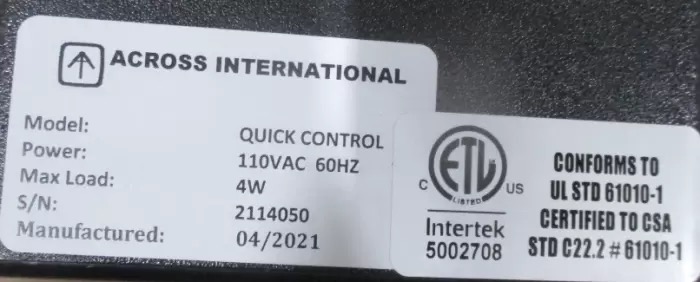 ACROSS INTERNATIONAL
Model: QUICK CONTROL
Power: 110VAC 60HZ
Max Load: 4W
S/N: 2114050
Manufactured: 04/2021
ETL
LISTED
C US
Intertek
5002708
CONFORMS TO
UL STD 61010-1
CERTIFIED TO CSA
STD C22.2 # 61010-1